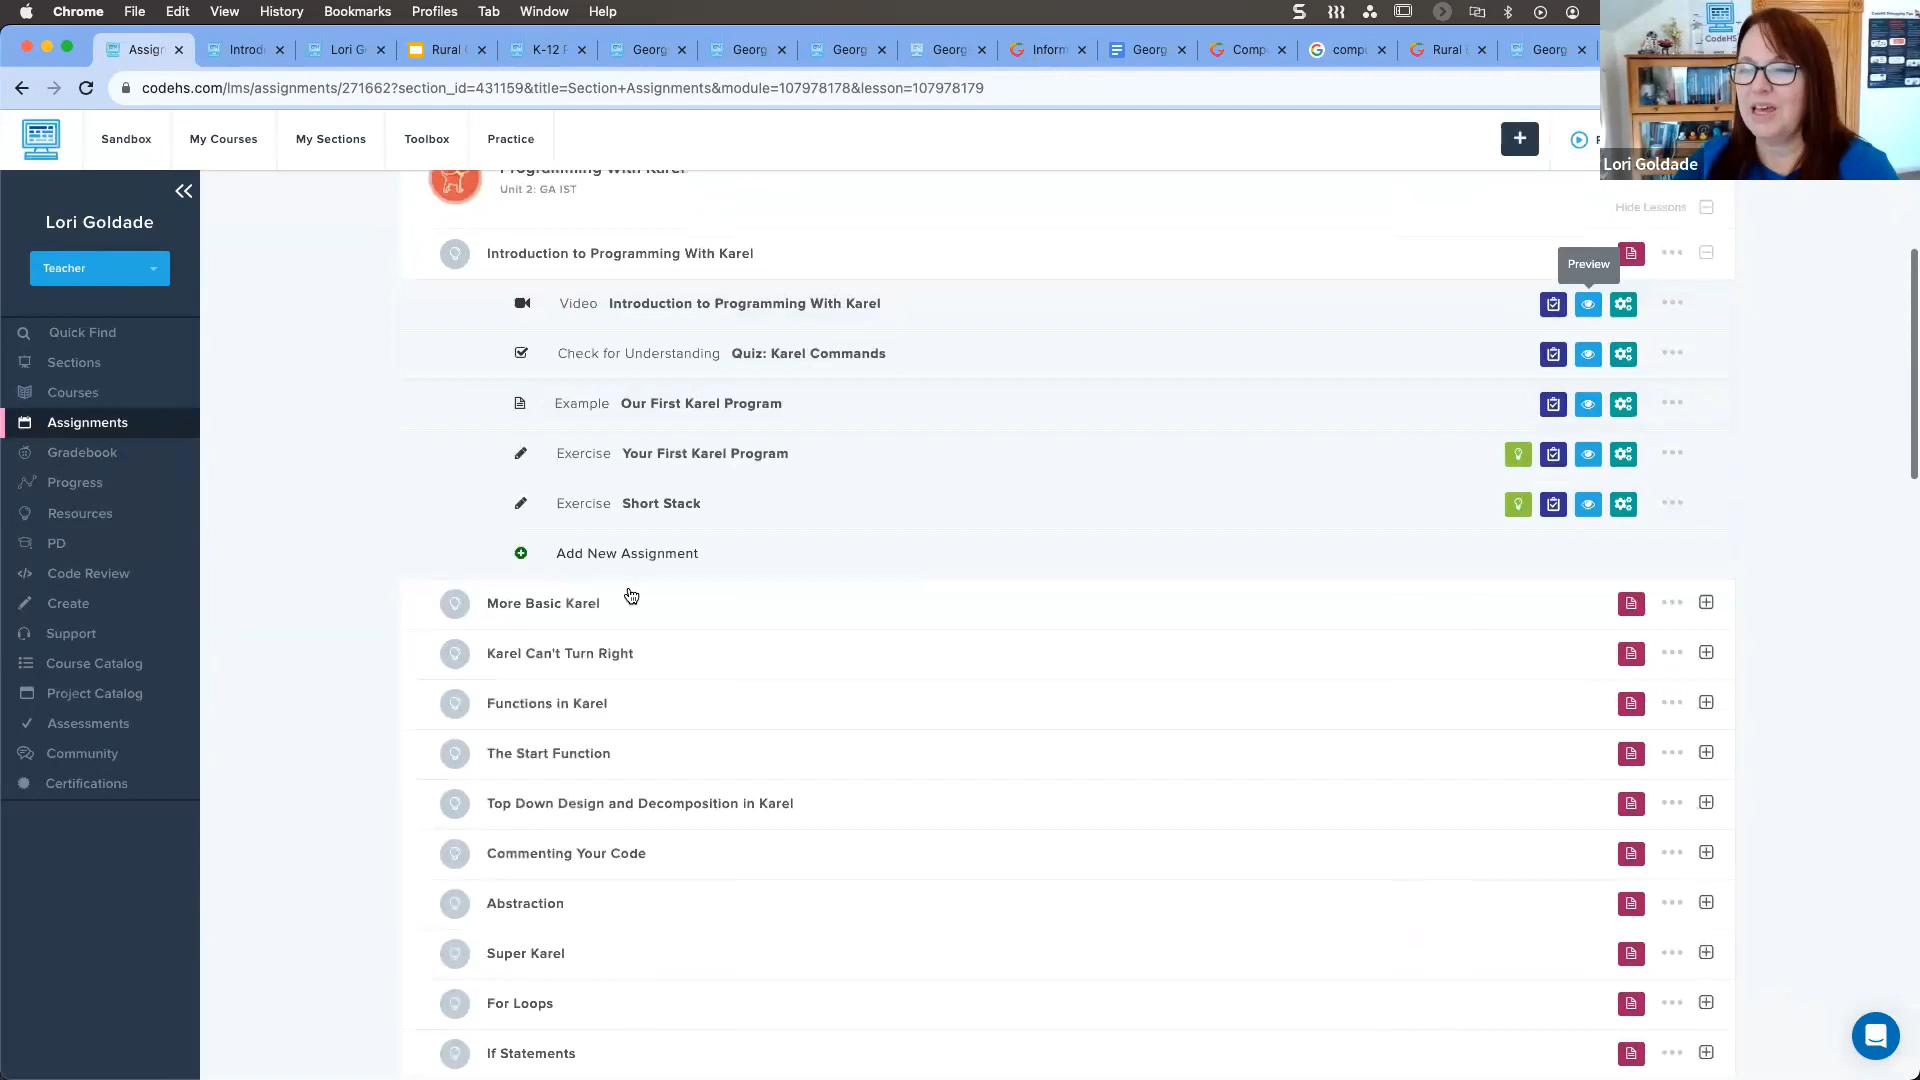 Chrome File Edit View History Bookmarks Profiles Tab Window Help
Assign Introd Lori G Rural K-12 F Georg Georg Georg Georg Inform Georg Comp compu Rural Georg
codehs.com/lms/assignments/271662?section_id=431159&title=Section+Assignments&module=107978178&lesson=107978179
CodeHS
Sandbox My Courses My Sections Toolbox Practice +
Lori Goldade
Programming With Karel
Unit 2: GA IST
Hide Lessons
Lori Goldade
Teacher
Quick Find
Sections
Courses
Assignments
Gradebook
Progress
Resources
PD
Code Review
Create
Support
Course Catalog
Project Catalog
Assessments
Community
Certifications
Introduction to Programming With Karel
Preview
Video Introduction to Programming With Karel
Check for Understanding Quiz: Karel Commands
Example Our First Karel Program
Exercise Your First Karel Program
Exercise Short Stack
Add New Assignment
More Basic Karel
Karel Can't Turn Right
Functions in Karel
The Start Function
Top Down Design and Decomposition in Karel
Commenting Your Code
Abstraction
Super Karel
For Loops
If Statements